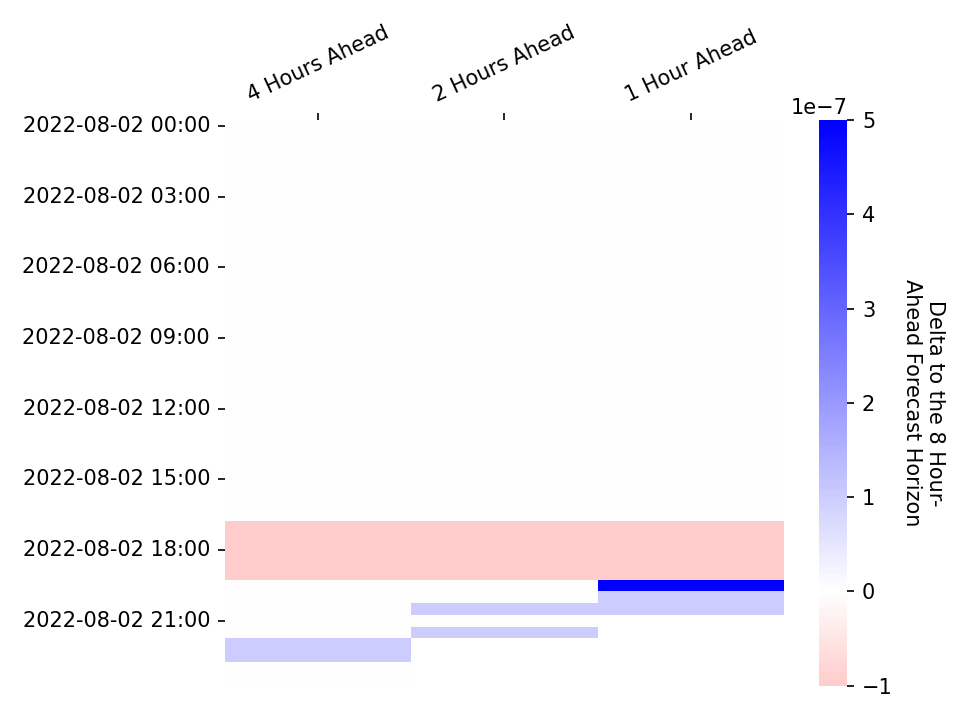 4 Hours Ahead
2 Hours Ahead
1 Hour Ahead
1e−7
2022-08-02 00:00
2022-08-02 03:00
2022-08-02 06:00
2022-08-02 09:00
2022-08-02 12:00
2022-08-02 15:00
2022-08-02 18:00
2022-08-02 21:00
5
4
3
2
1
0
−1
Delta to the 8 Hour-
Ahead Forecast Horizon